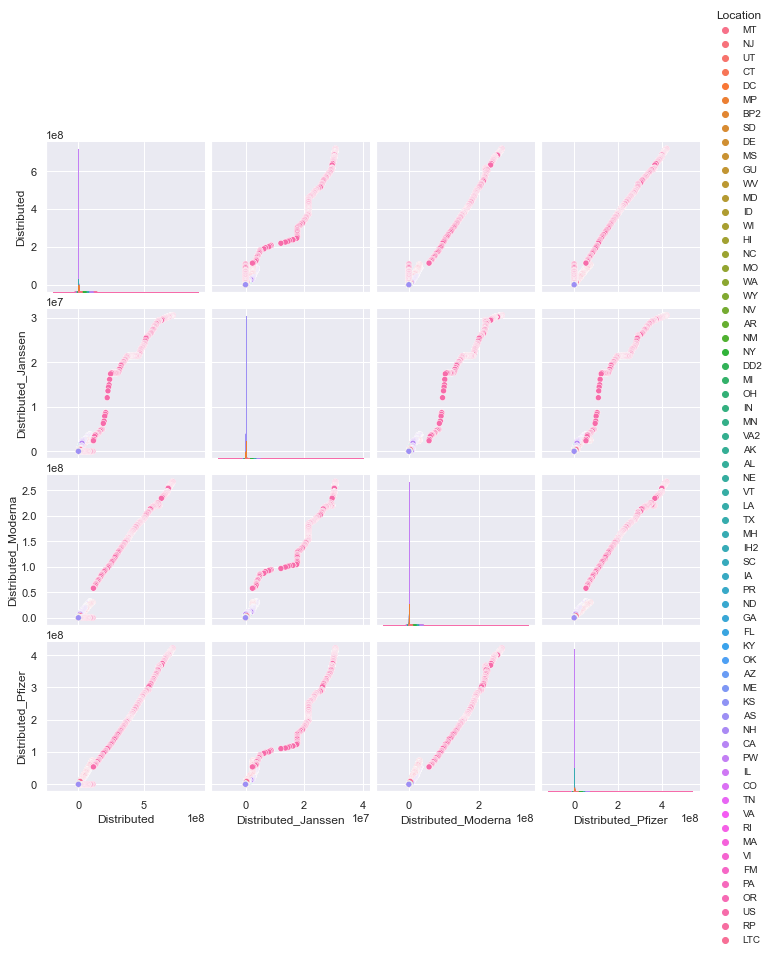 Location
MT
NJ
UT
CT
DC
MP
BP2
SD
DE
MS
GU
WV
MD
ID
WI
HI
NC
MO
WA
WY
NV
AR
NM
NY
DD2
MI
OH
IN
MN
VA2
AK
AL
NE
VT
LA
TX
MH
IH2
SC
IA
PR
ND
GA
FL
KY
OK
AZ
ME
KS
AS
NH
CA
PW
IL
CO
TN
VA
RI
MA
VI
FM
PA
OR
US
RP
LTC
1e8
6
4
2
0
Distributed
1e7
3
2
1
0
Distributed_Janssen
1e8
2.5
2.0
1.5
1.0
0.5
0.0
Distributed_Moderna
1e8
4
3
2
1
0
Distributed_Pfizer
0 5
1e8
Distributed
0 2 4
1e7
Distributed_Janssen
0 2
1e8
Distributed_Moderna
0 2 4
1e8
Distributed_Pfizer